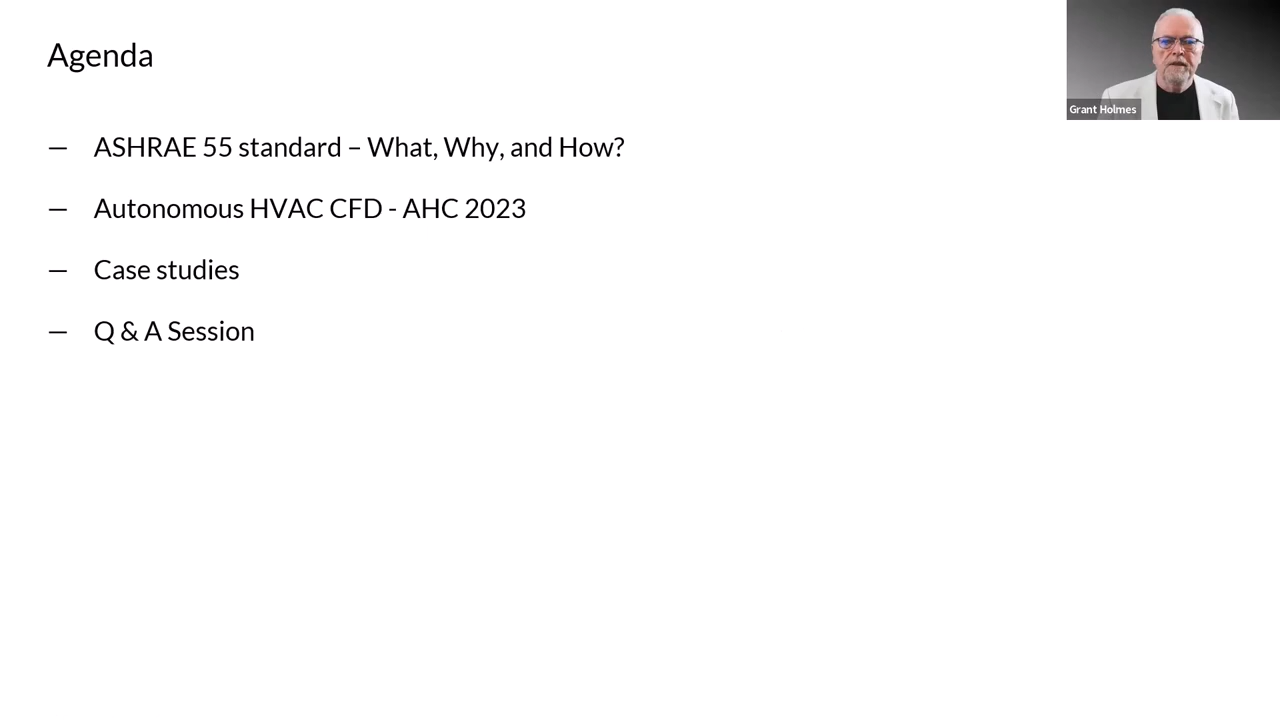 Agenda
— ASHRAE 55 standard – What, Why, and How?
— Autonomous HVAC CFD - AHC 2023
— Case studies
— Q & A Session
Grant Holmes